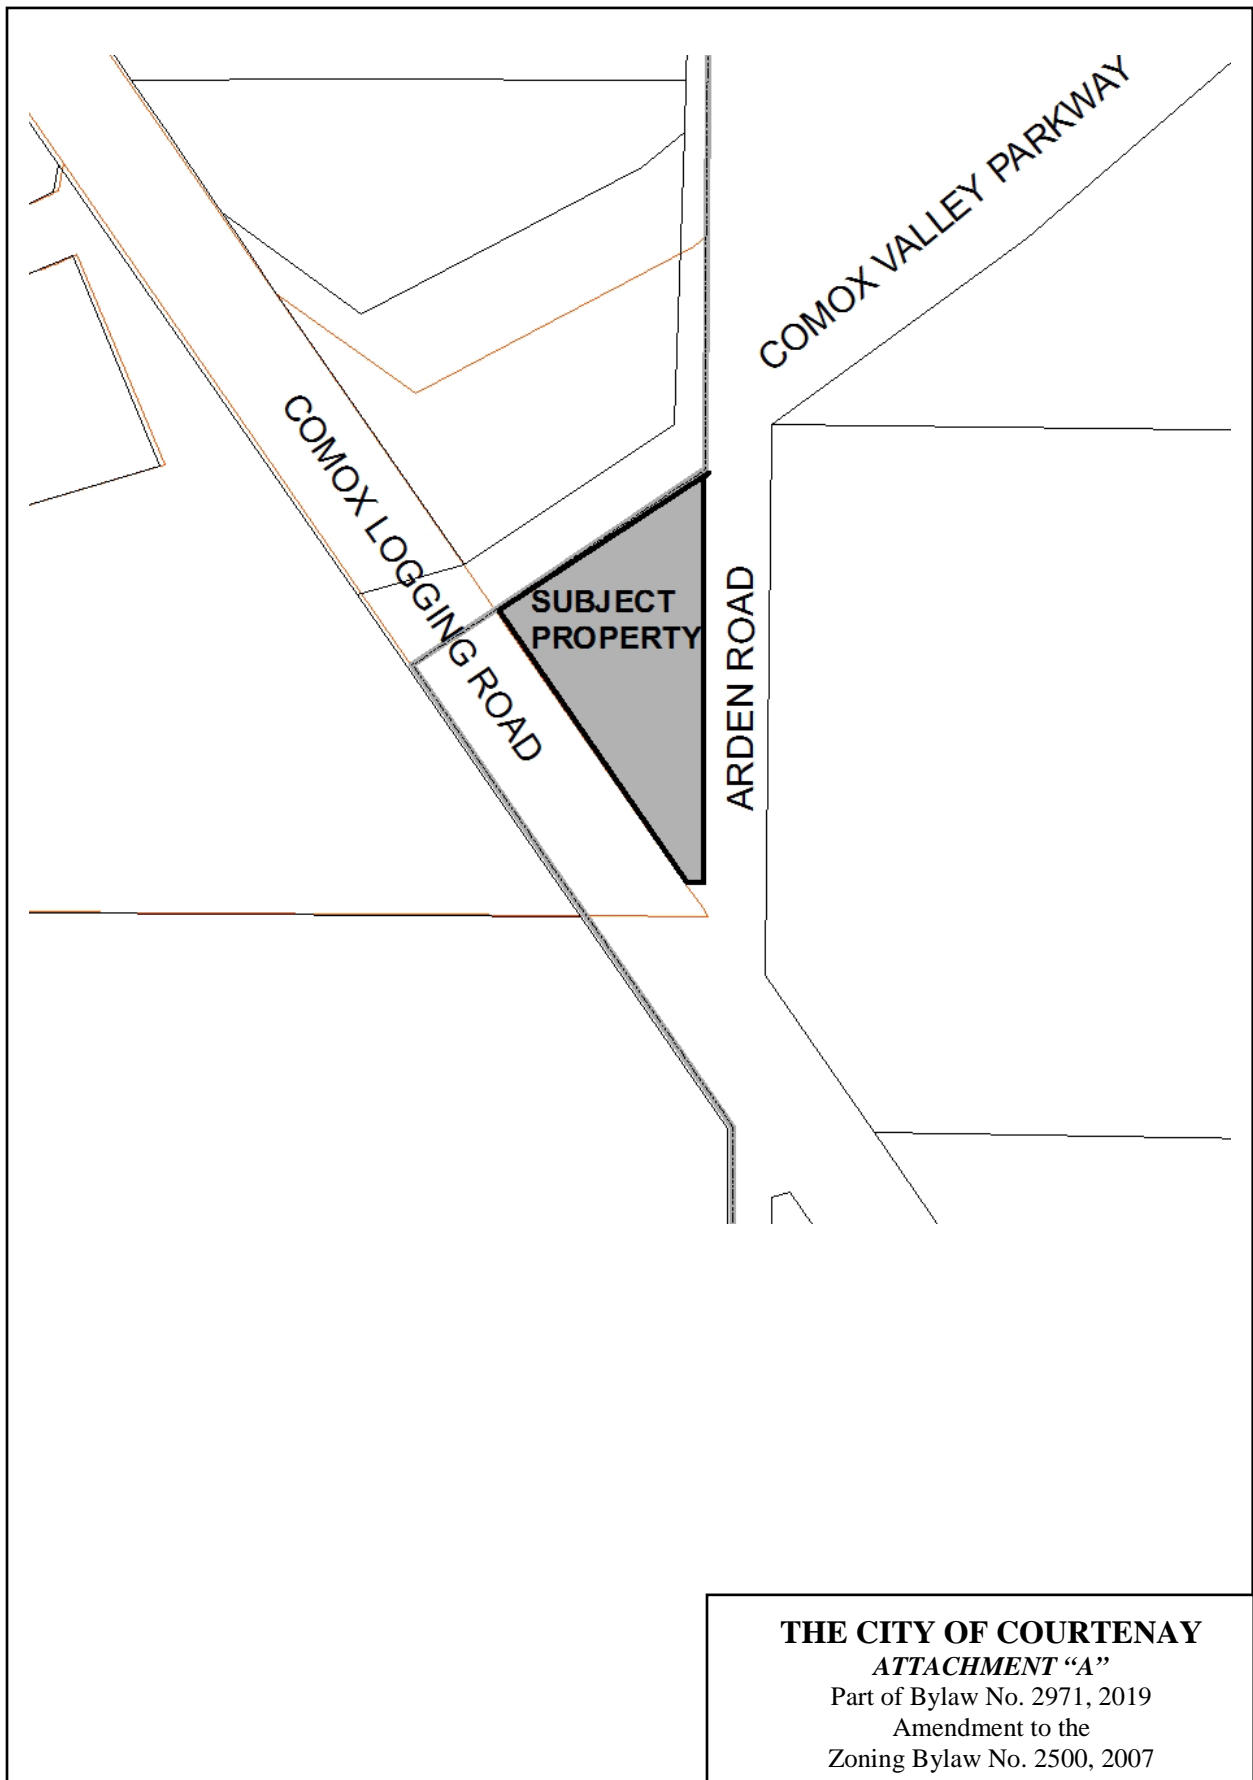 COMOX VALLEY PARKWAY
COMOX LOGGING ROAD
SUBJECT
PROPERTY
ARDEN ROAD
THE CITY OF COURTENAY
ATTACHMENT “A”
Part of Bylaw No. 2971, 2019
Amendment to the
Zoning Bylaw No. 2500, 2007